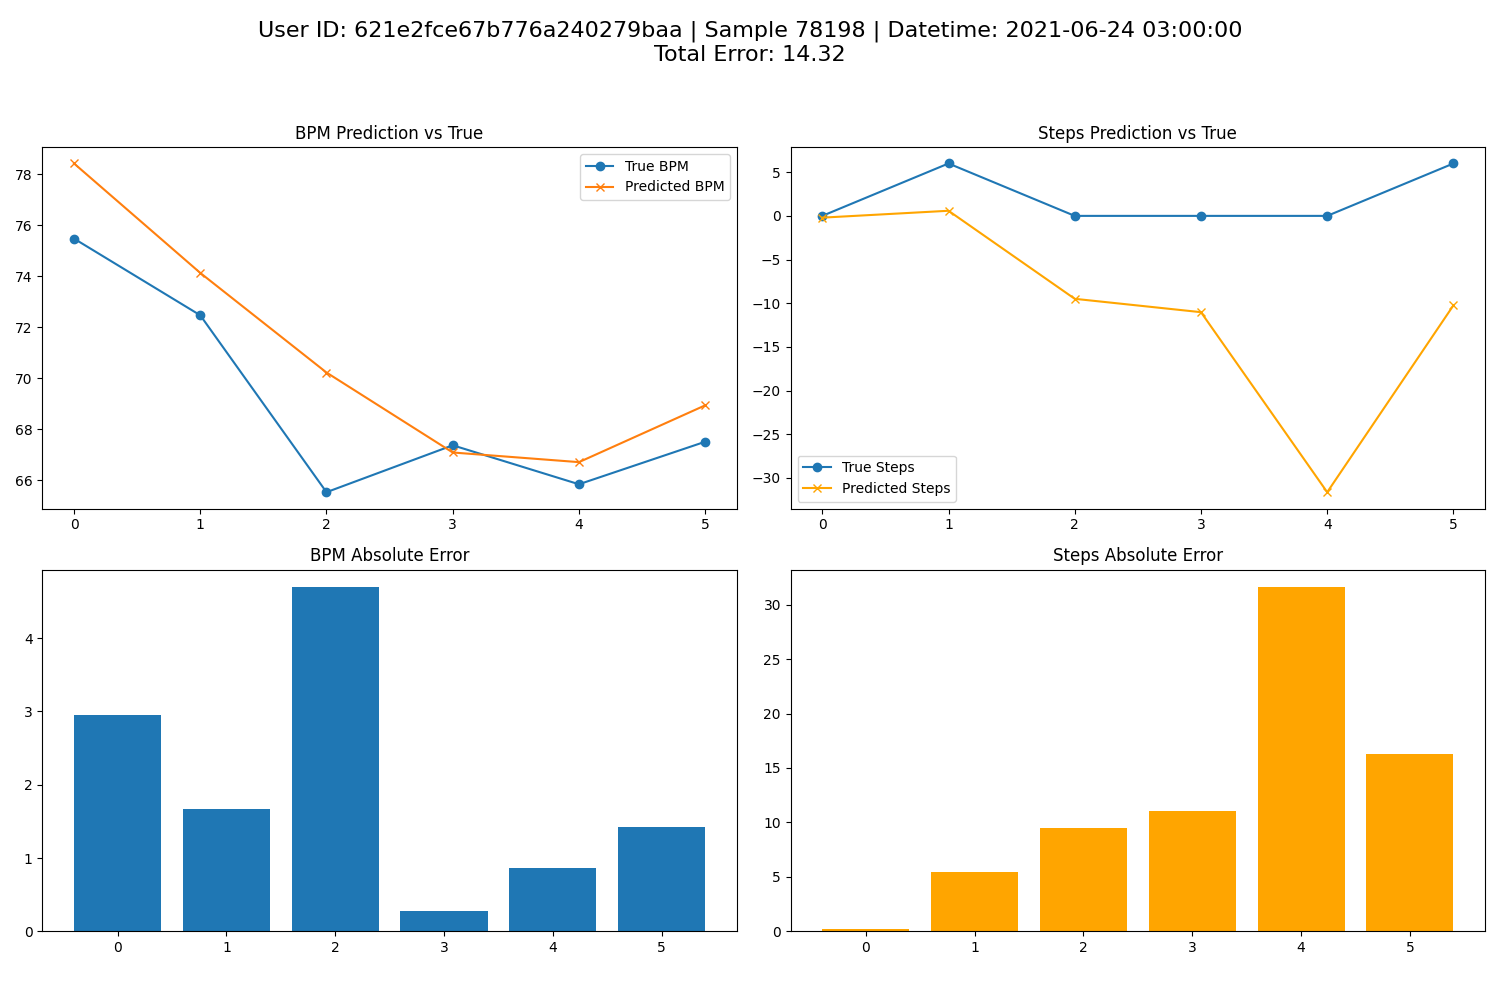 User ID: 621e2fce67b776a240279baa | Sample 78198 | Datetime: 2021-06-24 03:00:00
Total Error: 14.32
BPM Prediction vs True
78
76
74
72
70
68
66
0 1 2 3 4 5
True BPM
Predicted BPM
Steps Prediction vs True
5
0
−5
−10
−15
−20
−25
−30
0 1 2 3 4 5
True Steps
Predicted Steps
BPM Absolute Error
4
3
2
1
0
0 1 2 3 4 5
Steps Absolute Error
30
25
20
15
10
5
0
0 1 2 3 4 5